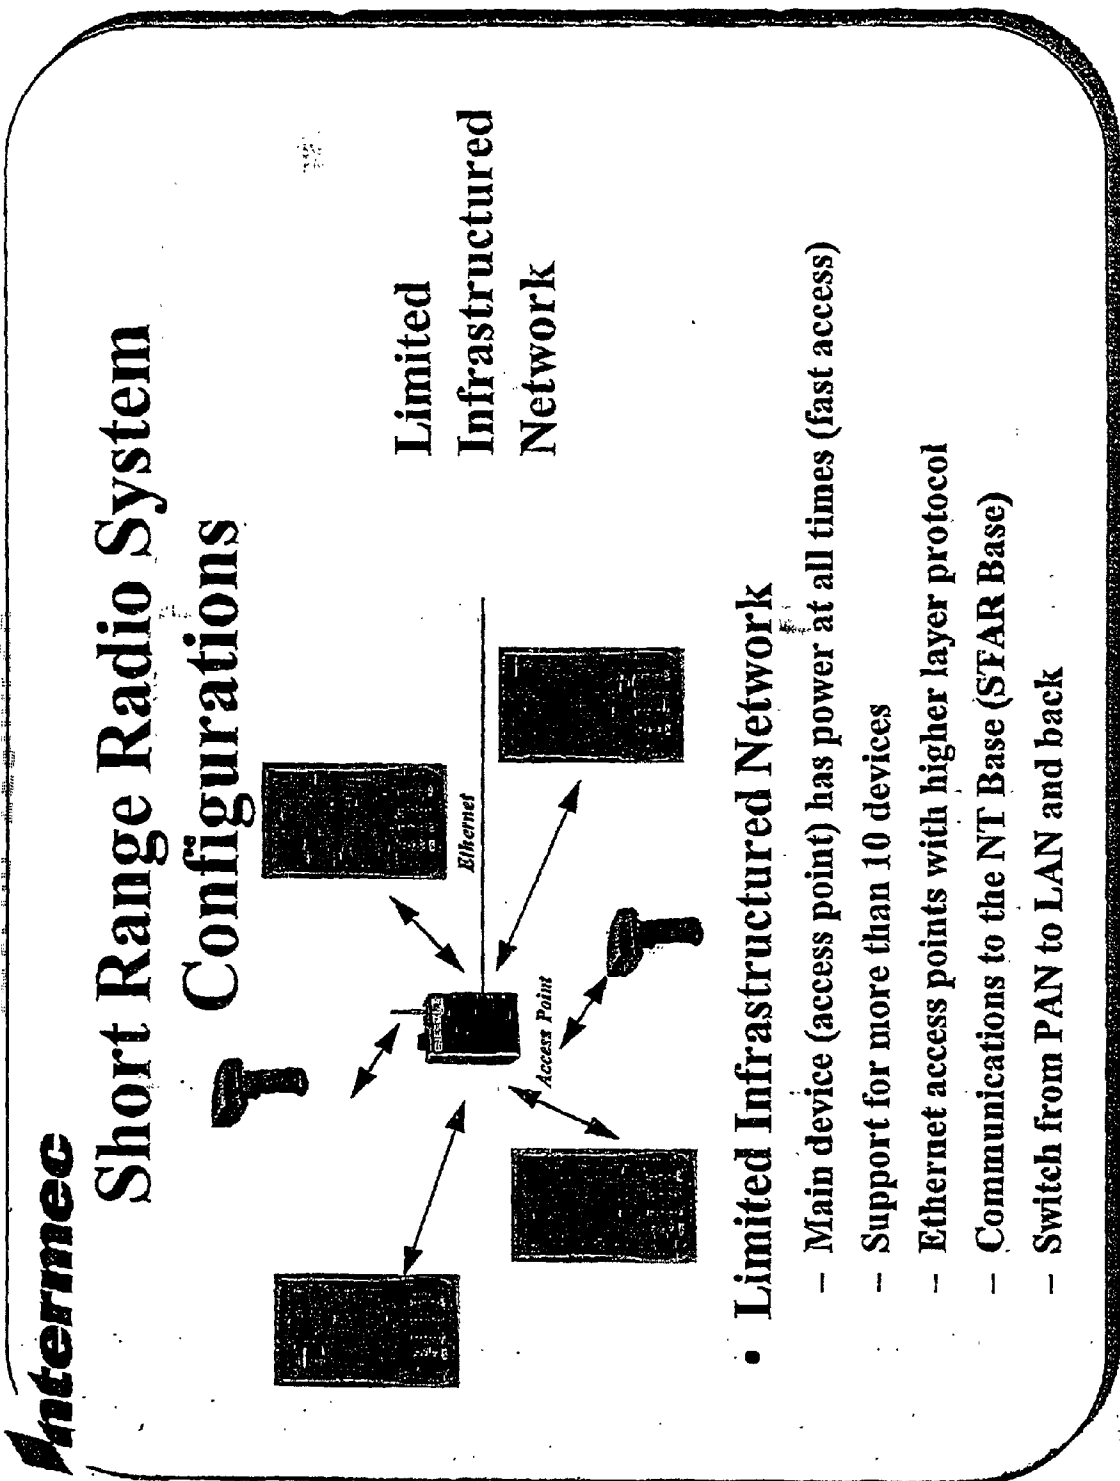 Intermec
Short Range Radio System
Configurations
Limited
Infrastructured
Network
Ethernet
Access Point
• Limited Infrastructured Network
– Main device (access point) has power at all times (fast access)
– Support for more than 10 devices
– Ethernet access points with higher layer protocol
– Communications to the NT Base (STAR Base)
– Switch from PAN to LAN and back